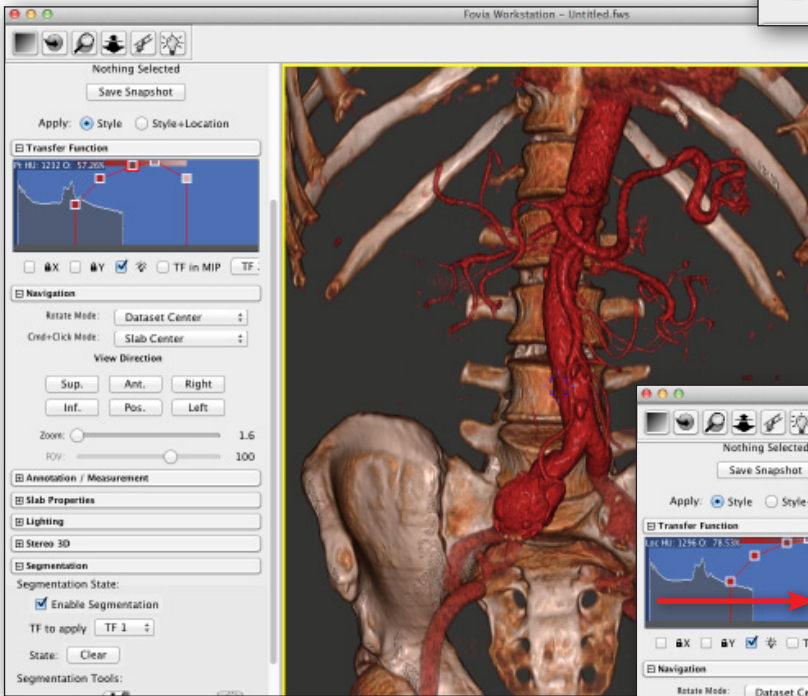 Fovia Workstation – Untitled.fws
Nothing Selected
Save Snapshot
Apply: Style Style+Location
Transfer Function
Pt HU: 1232 O: 57.26%
X Y TF in MIP TF
Navigation
Rotate Mode: Dataset Center
Cmd+Click Mode: Slab Center
View Direction
Sup. Ant. Right
Inf. Pos. Left
Zoom: 1.6
FOV: 100
Annotation / Measurement
Slab Properties
Lighting
Stereo 3D
Segmentation
Segmentation State:
Enable Segmentation
TF to apply TF 1
State: Clear
Segmentation Tools:
Nothing Selected
Save Snapshot
Apply: Style Style
Transfer Function
Loc HU: 1296 O: 78.53%
X Y T
Navigation
Rotate Mode: Dataset Ce